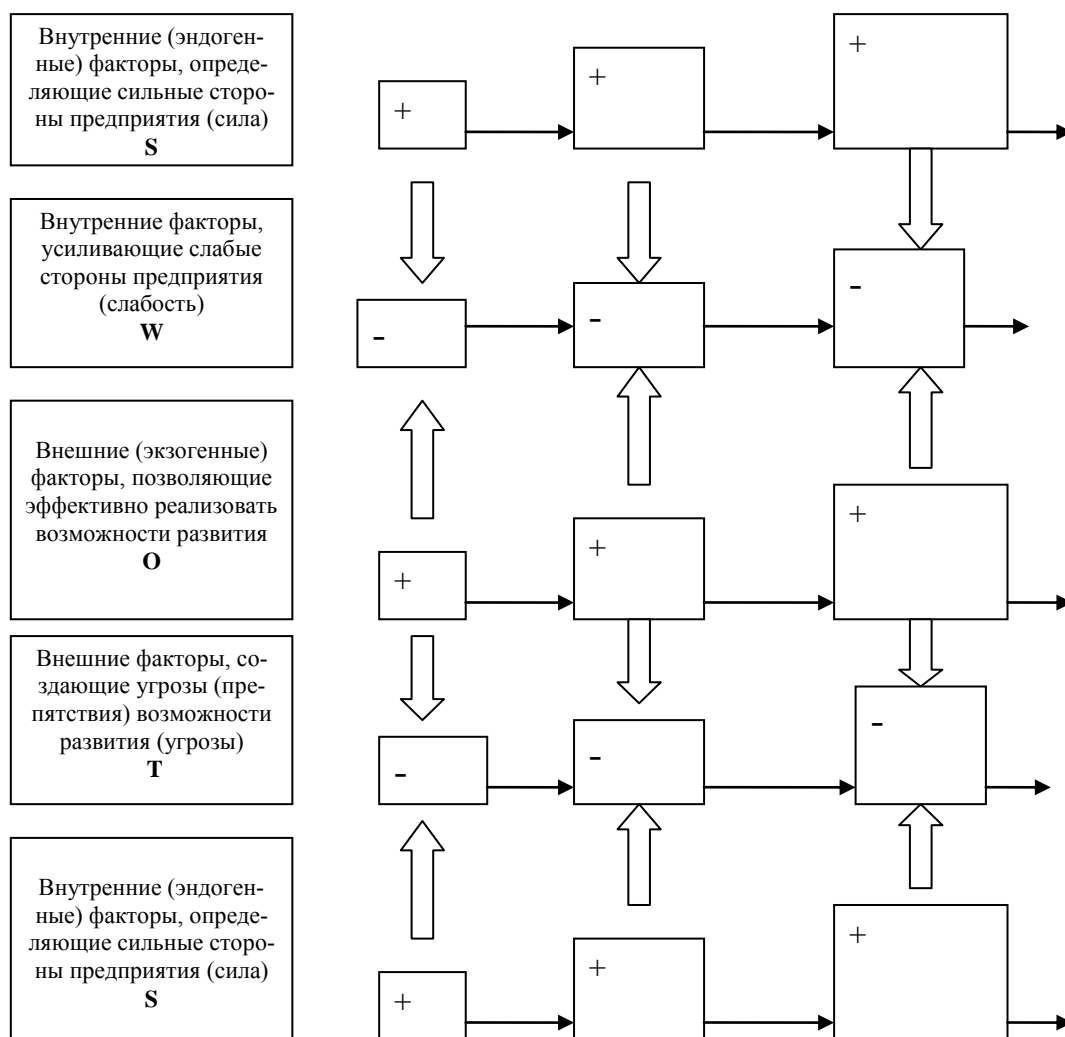 Внутренние (эндоген-
ные) факторы, опреде-
ляющие сильные сторо-
ны предприятия (сила)
S
+
+
+
Внутренние факторы,
усиливающие слабые
стороны предприятия
(слабость)
W
-
-
-
Внешние (экзогенные)
факторы, позволяющие
эффективно реализовать
возможности развития
O
+
+
+
Внешние факторы, со-
здающие угрозы (пре-
пятствия) возможности
развития (угрозы)
T
-
-
-
Внутренние (эндоген-
ные) факторы, опреде-
ляющие сильные сторо-
ны предприятия (сила)
S
+
+
+